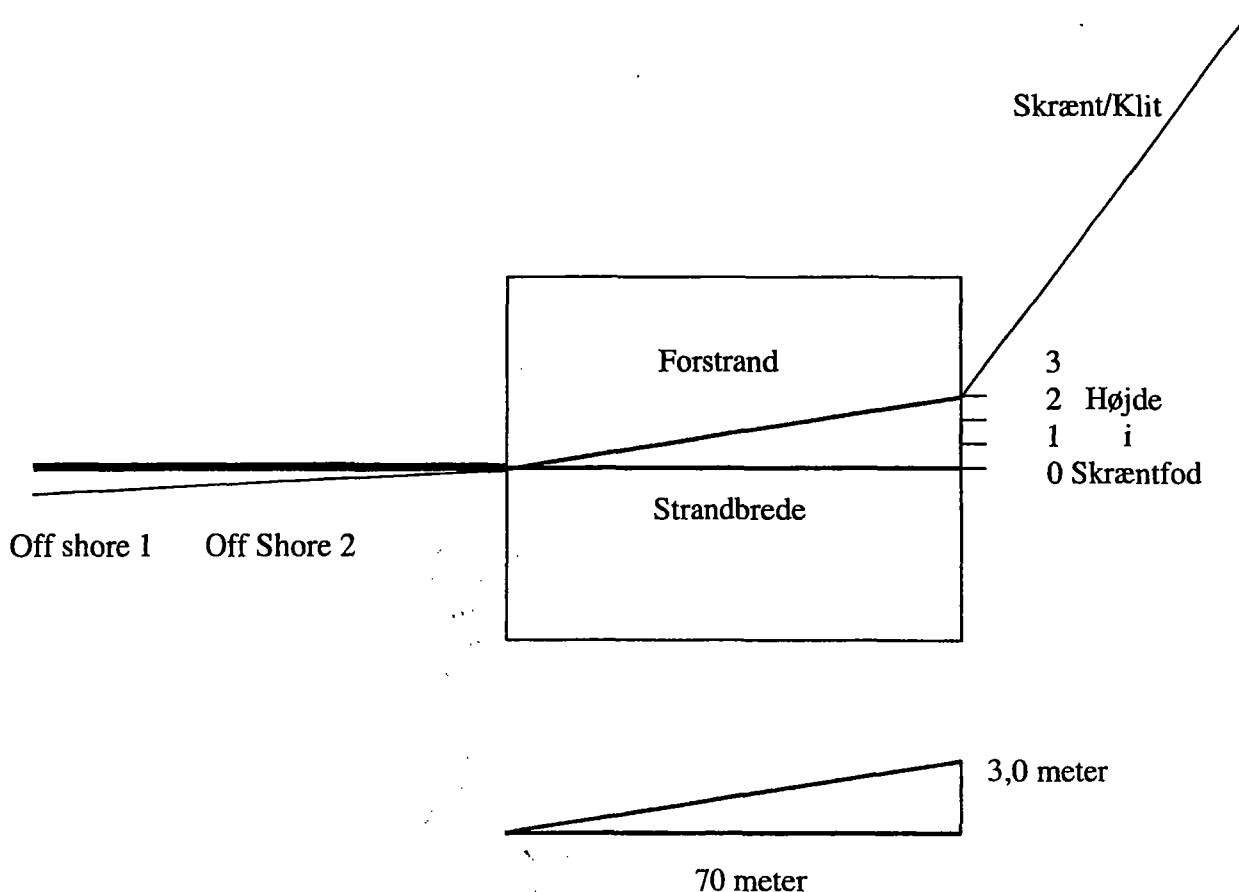 Skrænt/Klit
Forstrand
3
2 Højde
1 i
0 Skræntfod
Strandbrede
Off shore 1 Off Shore 2
3,0 meter
70 meter